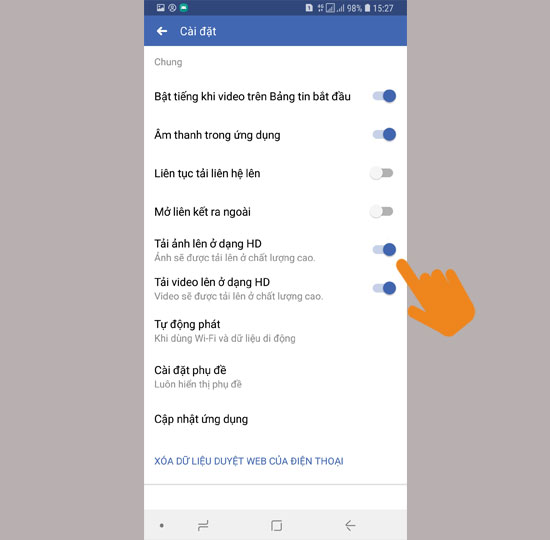 98% 15:27
Cài đặt
Chung
Bật tiếng khi video trên Bảng tin bắt đầu
Âm thanh trong ứng dụng
Liên tục tải liên hệ lên
Mở liên kết ra ngoài
Tải ảnh lên ở dạng HD
Ảnh sẽ được tải lên ở chất lượng cao.
Tải video lên ở dạng HD
Video sẽ được tải lên ở chất lượng cao.
Tự động phát
Khi dùng Wi-Fi và dữ liệu di động
Cài đặt phụ đề
Luôn hiển thị phụ đề
Cập nhật ứng dụng
XÓA DỮ LIỆU DUYỆT WEB CỦA ĐIỆN THOẠI